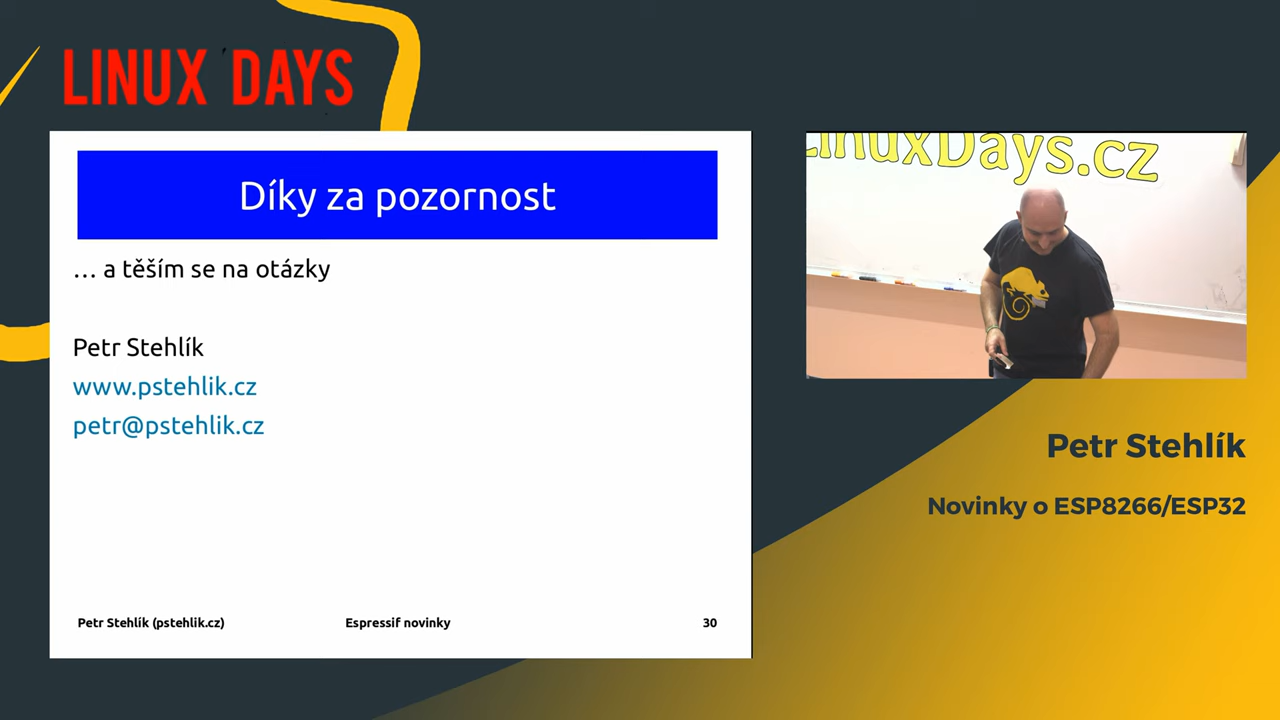 LINUX DAYS
Díky za pozornost
… a těším se na otázky
Petr Stehlík
www.pstehlik.cz
petr@pstehlik.cz
Petr Stehlík (pstehlik.cz) Espressif novinky 30
LinuxDays.cz
Petr Stehlík
Novinky o ESP8266/ESP32